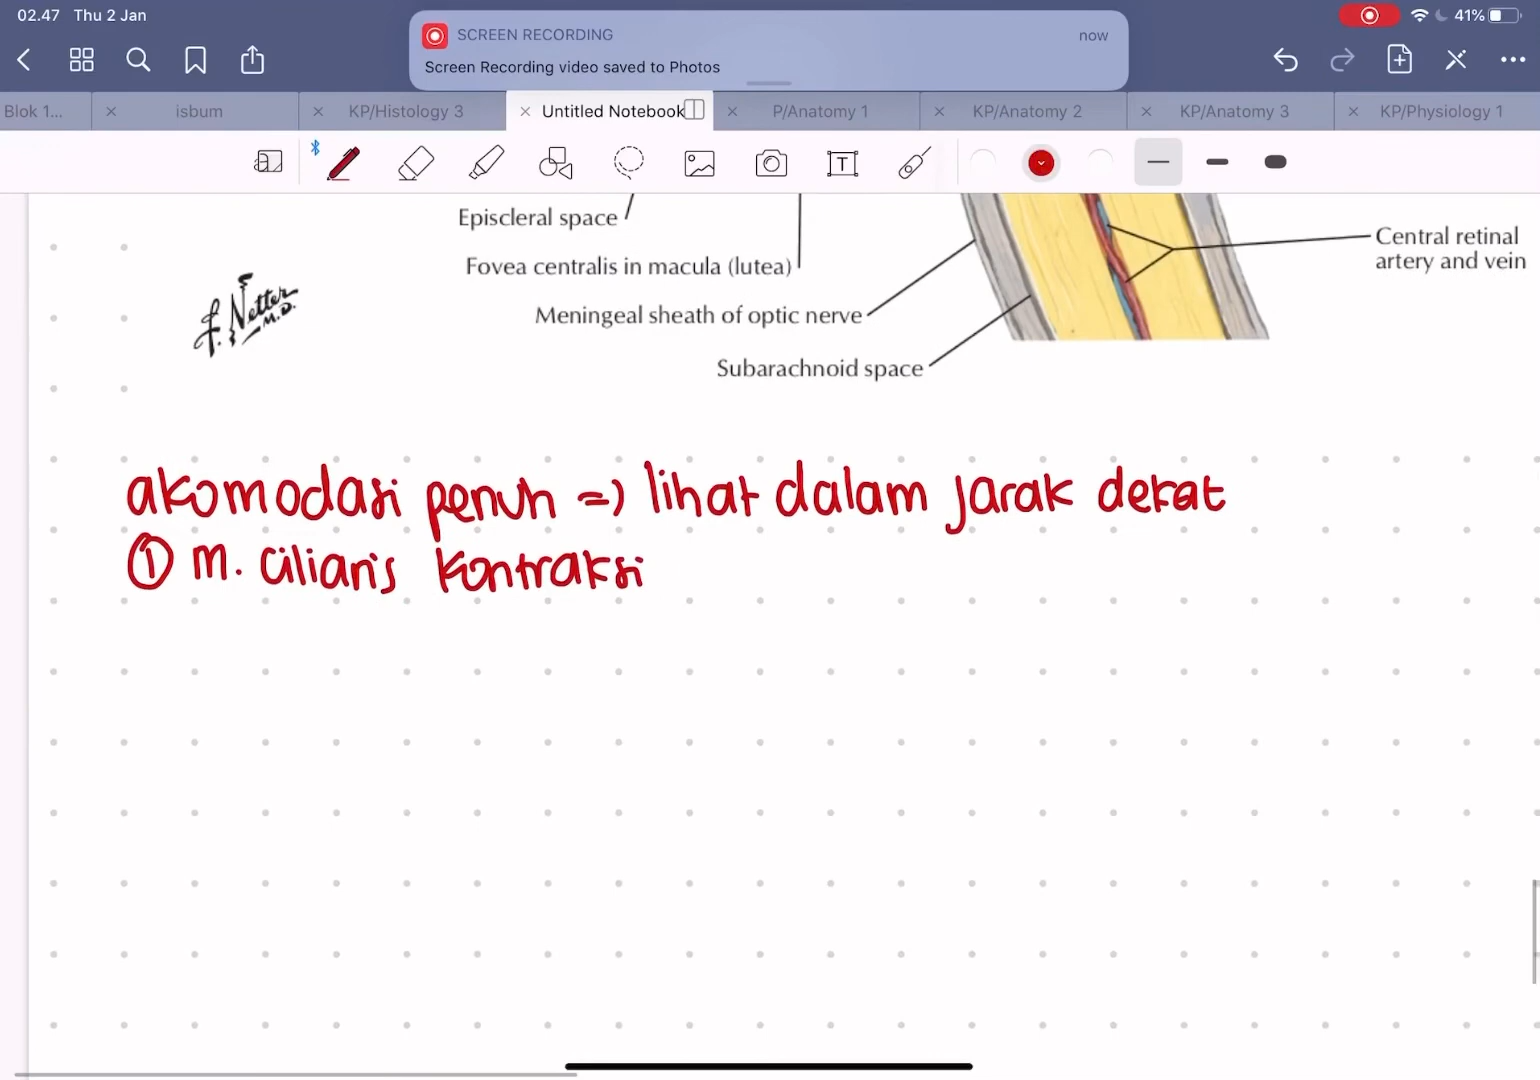 02.47 Thu 2 Jan
41%
SCREEN RECORDING
now
Screen Recording video saved to Photos
Blok 1... isbum KP/Histology 3 Untitled Notebook P/Anatomy 1 KP/Anatomy 2 KP/Anatomy 3 KP/Physiology 1
Episcleral space
Central retinal
artery and vein
Fovea centralis in macula (lutea)
f. Netter
M.D.
Meningeal sheath of optic nerve
Subarachnoid space
akomodasi penuh => lihat dalam jarak dekat
① m. ciliaris kontraksi